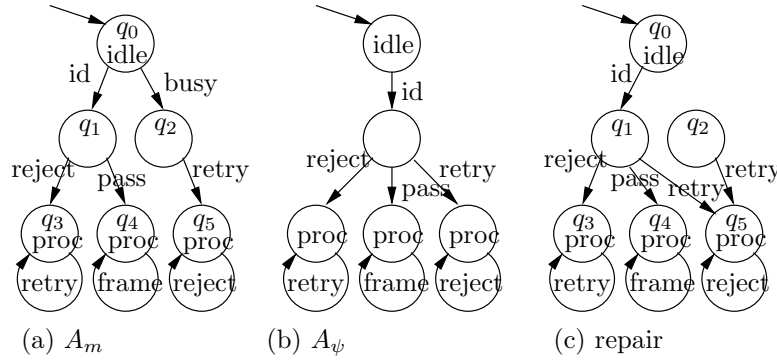 q0 q0
idle idle idle
id busy id id
q1 q2 q1 q2
reject pass retry reject pass retry reject pass retry retry
q3 q4 q5 q3 q4 q5
proc proc proc proc proc proc proc proc proc
retry frame reject retry frame reject retry frame reject
(a) Am (b) Aψ (c) repair